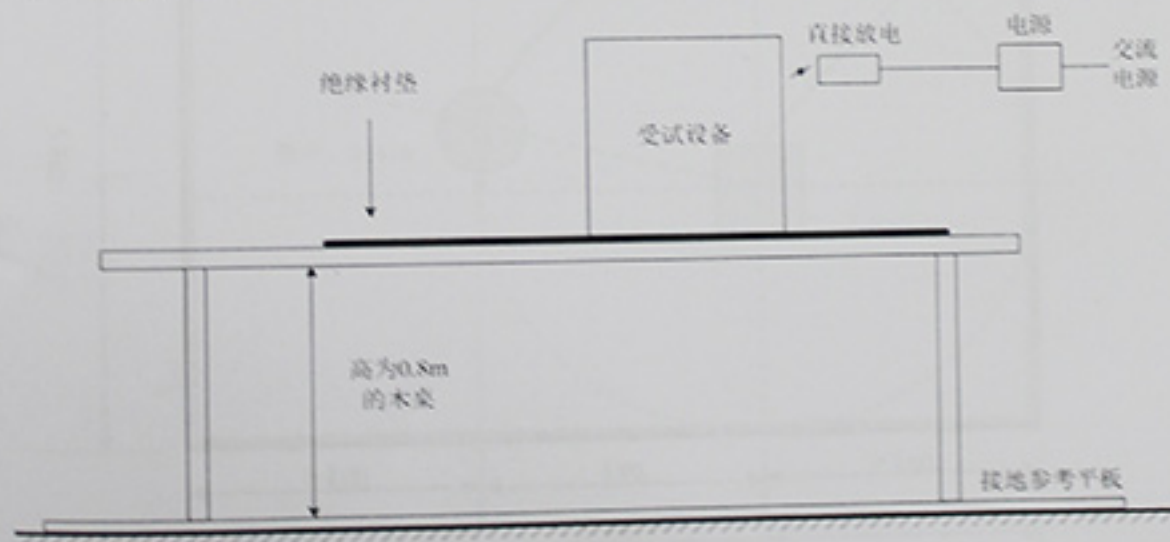 直接放电
电源
交流
电源
绝缘衬垫
受试设备
高为0.8m
的木桌
接地参考平板